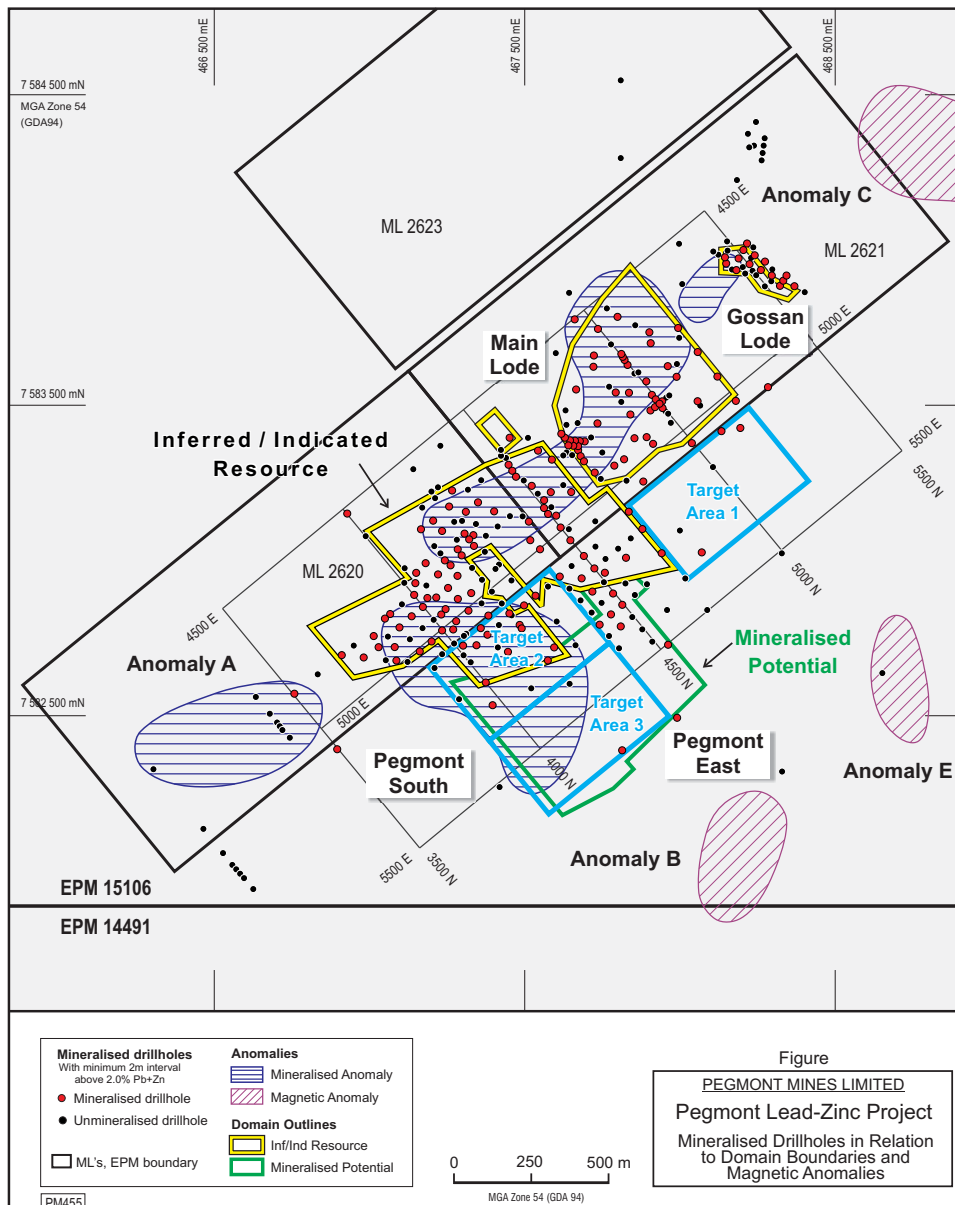 466 500 mE
467 500 mE
468 500 mE
7 584 500 mN
MGA Zone 54
(GDA94)
ML 2623
4500 E
Anomaly C
ML 2621
Gossan
Lode
5000 E
Main
Lode
7 583 500 mN
Inferred / Indicated
Resource
5500 E
5500 N
Target
Area 1
ML 2620
5000 N
4500 E
Anomaly A
Target
Area 2
Mineralised
Potential
4500 N
7 582 500 mN
5000 E
Target
Area 3
Pegmont
South
4000 N
Pegmont
East
Anomaly E
5500 E
3500 N
Anomaly B
EPM 15106
EPM 14491
Mineralised drillholes
With minimum 2m interval
above 2.0% Pb+Zn
Mineralised drillhole
Unmineralised drillhole
ML's, EPM boundary
Anomalies
Mineralised Anomaly
Magnetic Anomaly
Domain Outlines
Inf/Ind Resource
Mineralised Potential
PM455
0 250 500 m
MGA Zone 54 (GDA 94)
Figure
PEGMONT MINES LIMITED
Pegmont Lead-Zinc Project
Mineralised Drillholes in Relation
to Domain Boundaries and
Magnetic Anomalies